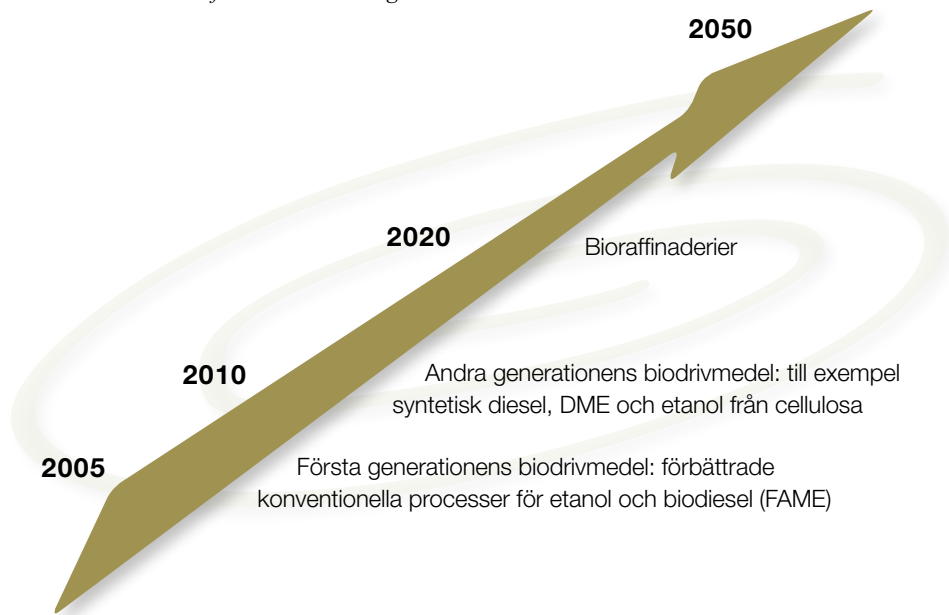 2050
2020
Bioraffinaderier
2010
Andra generationens biodrivmedel: till exempel
syntetisk diesel, DME och etanol från cellulosa
2005
Första generationens biodrivmedel: förbättrade
konventionella processer för etanol och biodiesel (FAME)